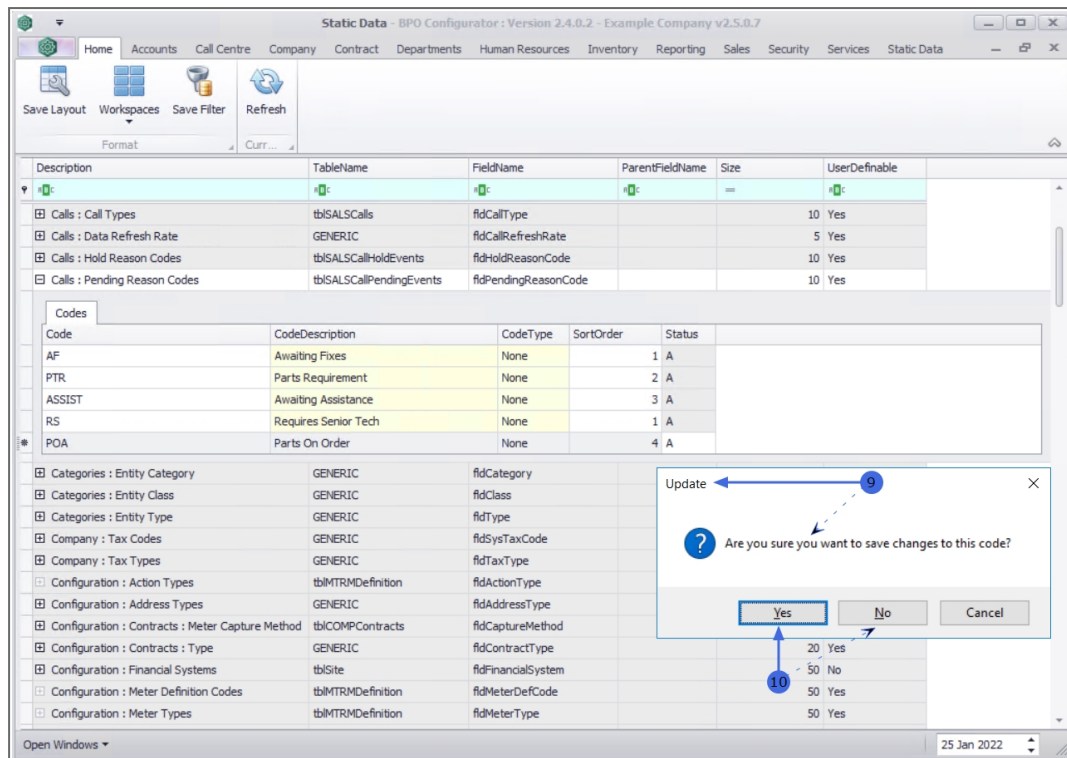 Static Data - BPO Configurator : Version 2.4.0.2 - Example Company v2.5.0.7
Home Accounts Call Centre Company Contract Departments Human Resources Inventory Reporting Sales Security Services Static Data
Save Layout Workspaces Save Filter Refresh
Format Curr...
Description TableName FieldName ParentFieldName Size UserDefinable
Calls : Call Types tblSALSCalls fldCallType 10 Yes
Calls : Data Refresh Rate GENERIC fldCallRefreshRate 5 Yes
Calls : Hold Reason Codes tblSALSCallHoldEvents fldHoldReasonCode 10 Yes
Calls : Pending Reason Codes tblSALSCallPendingEvents fldPendingReasonCode 10 Yes
Codes
Code CodeDescription CodeType SortOrder Status
AF Awaiting Fixes None 1 A
PTR Parts Requirement None 2 A
ASSIST Awaiting Assistance None 3 A
RS Requires Senior Tech None 1 A
POA Parts On Order None 4 A
Categories : Entity Category GENERIC fldCategory
Categories : Entity Class GENERIC fldClass
Categories : Entity Type GENERIC fldType
Company : Tax Codes GENERIC fldSysTaxCode
Company : Tax Types GENERIC fldTaxType
Configuration : Action Types tblMTRMDefinition fldActionType
Configuration : Address Types GENERIC fldAddressType
Configuration : Contracts : Meter Capture Method tblCOMPContracts fldCaptureMethod
Configuration : Contracts : Type GENERIC fldContractType 20 Yes
Configuration : Financial Systems tblSite fldFinancialSystem 50 No
Configuration : Meter Definition Codes tblMTRMDefinition fldMeterDefCode 50 Yes
Configuration : Meter Types tblMTRMDefinition fldMeterType 50 Yes
Update 9
Are you sure you want to save changes to this code?
Yes No Cancel
10
Open Windows 25 Jan 2022